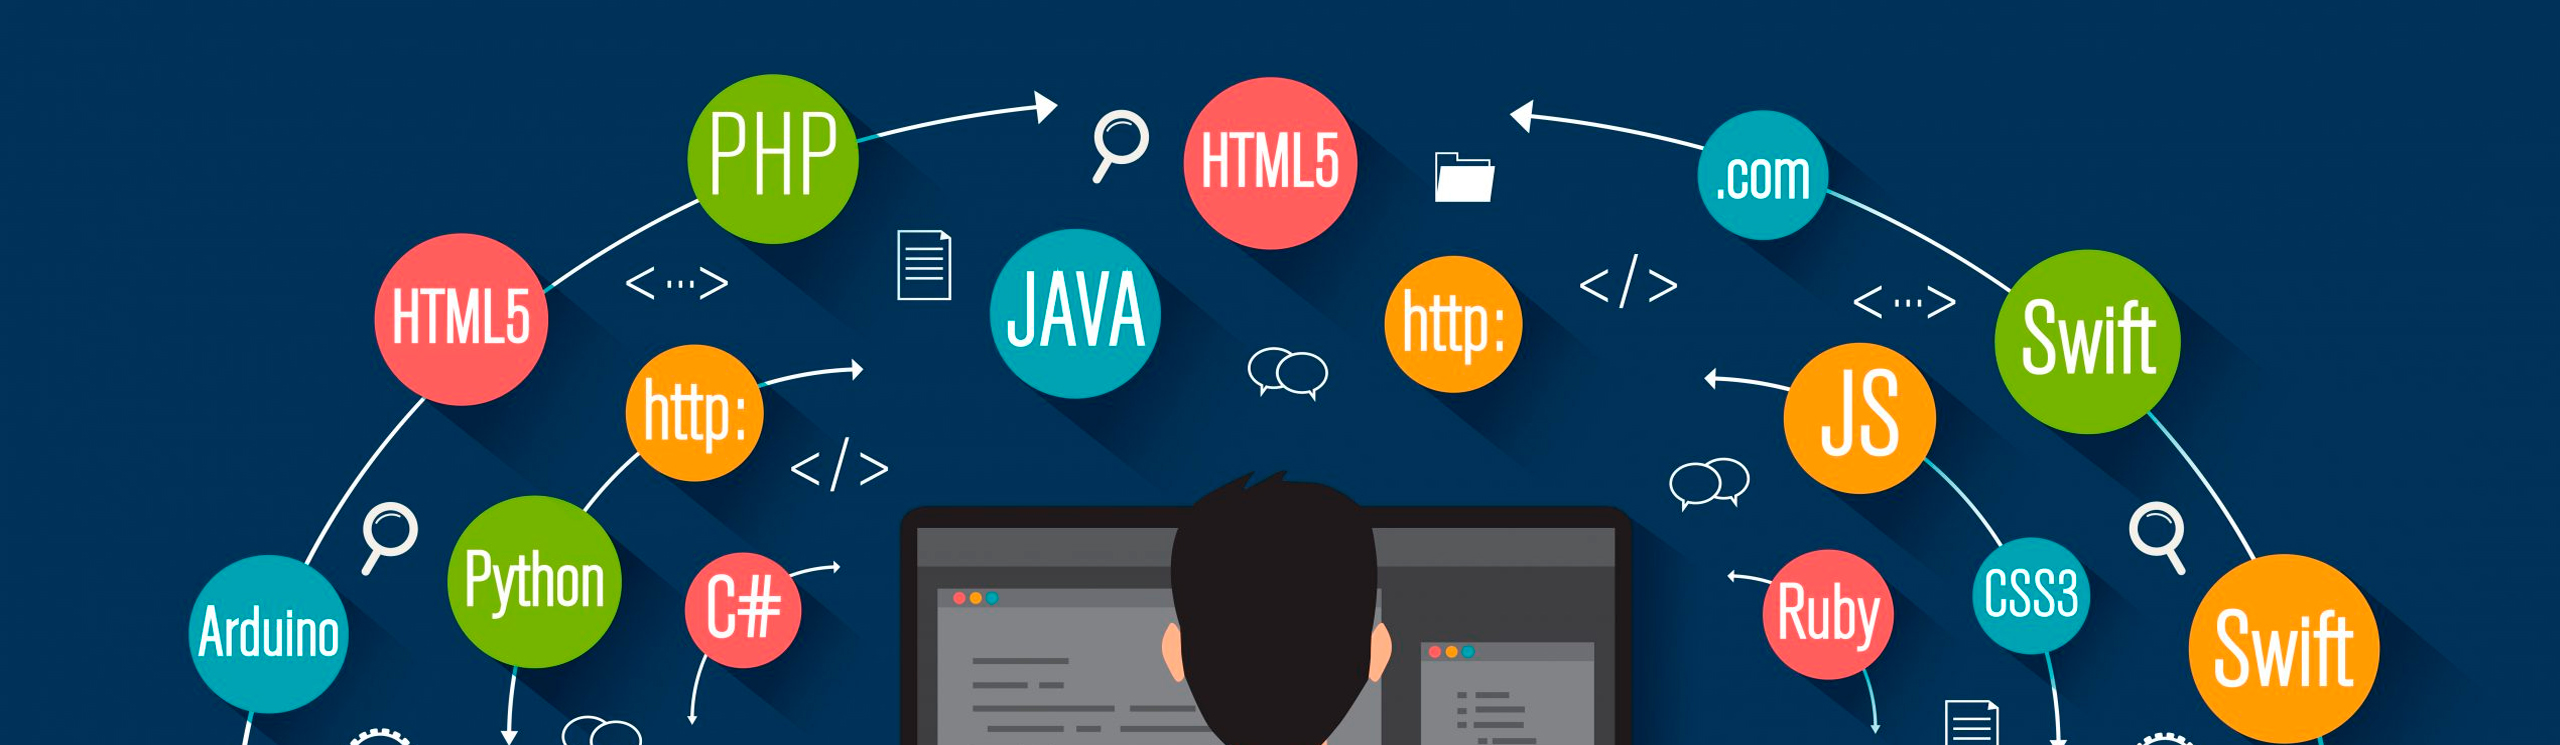 PHP
HTML5
.com
HTML5
JAVA
http:
Swift
http:
JS
Python
C#
Ruby
CSS3
Arduino
Swift
<...>
</>
<...>
</>